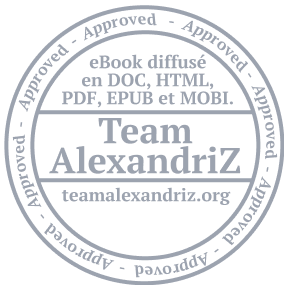 Approved - Approved - Approved - Approved - Approved - Approved - Approved - Approved -
eBook diffusé
en DOC, HTML,
PDF, EPUB et MOBI.
Team
AlexandriZ
teamalexandriz.org